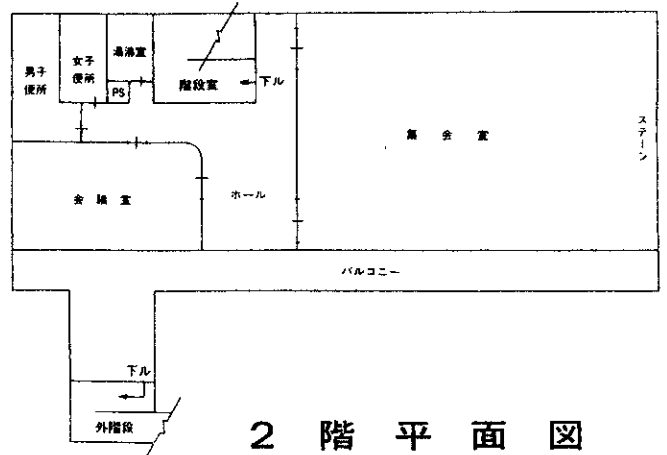 男子
便所
女子
便所
湯沸室
PS
階段室
下ル
集会室
ステージ
会議室
ホール
バルコニー
下ル
外階段
2階平面図